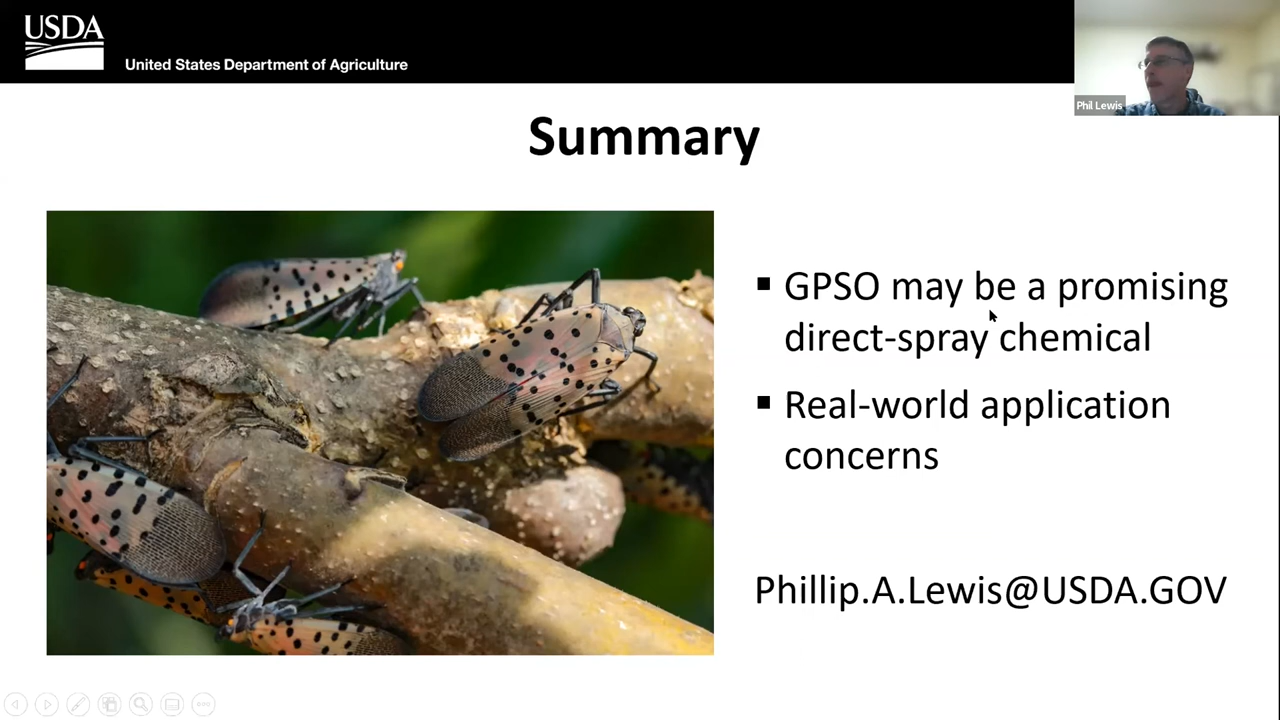 USDA
United States Department of Agriculture
Phil Lewis
Summary
▪ GPSO may be a promising
direct-spray chemical
▪ Real-world application
concerns
Phillip.A.Lewis@USDA.GOV